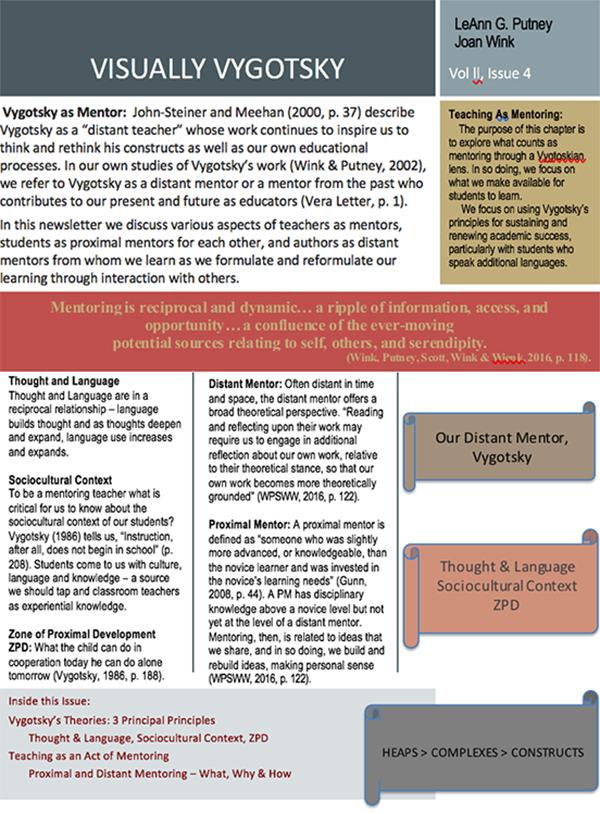 VISUALLY VYGOTSKY
LeAnn G. Putney
Joan Wink
Vol II, Issue 4
Vygotsky as Mentor: John-Steiner and Meehan (2000, p. 37) describe
Vygotsky as a “distant teacher” whose work continues to inspire us to
think and rethink his constructs as well as our own educational
processes. In our own studies of Vygotsky’s work (Wink & Putney, 2002),
we refer to Vygotsky as a distant mentor or a mentor from the past who
contributes to our present and future as educators (Vera Letter, p. 1).
In this newsletter we discuss various aspects of teachers as mentors,
students as proximal mentors for each other, and authors as distant
mentors from whom we learn as we formulate and reformulate our
learning through interaction with others.
Teaching As Mentoring:
The purpose of this chapter is
to explore what counts as
mentoring through a Vygtoskian
lens. In so doing, we focus on
what we make available for
students to learn.
We focus on using Vygotsky’s
principles for sustaining and
renewing academic success,
particularly with students who
speak additional languages.
Mentoring is reciprocal and dynamic… a ripple of information, access, and
opportunity… a confluence of the ever-moving
potential sources relating to self, others, and serendipity.
(Wink, Putney, Scott, Wink & 2016, p. 118).
Thought and Language
Thought and Language are in a
reciprocal relationship – language
builds thought and as thoughts deepen
and expand, language use increases
and expands.
Sociocultural Context
To be a mentoring teacher what is
critical for us to know about the
sociocultural context of our students?
Vygotsky (1986) tells us, “Instruction,
after all, does not begin in school” (p.
208). Students come to us with culture,
language and knowledge – a source
we should tap and classroom teachers
as experiential knowledge.
Zone of Proximal Development
ZPD: What the child can do in
cooperation today he can do alone
tomorrow (Vygotsky, 1986, p. 188).
Distant Mentor: Often distant in time
and space, the distant mentor offers a
broad theoretical perspective. “Reading
and reflecting upon their work may
require us to engage in additional
reflection about our own work, relative
to their theoretical stance, so that our
own work becomes more theoretically
grounded” (WPSWW, 2016, p. 122).
Proximal Mentor: A proximal mentor is
defined as “someone who was slightly
more advanced, or knowledgeable, than
the novice learner and was invested in
the novice’s learning needs” (Gunn,
2008, p. 44). A PM has disciplinary
knowledge above a novice level but not
yet at the level of a distant mentor.
Mentoring, then, is related to ideas that
we share, and in so doing, we build and
rebuild ideas, making personal sense
(WPSWW, 2016, p. 122).
Our Distant Mentor,
Vygotsky
Thought & Language
Sociocultural Context
ZPD
HEAPS > COMPLEXES > CONSTRUCTS
Inside this Issue:
Vygotsky’s Theories: 3 Principal Principles
Thought & Language, Sociocultural Context, ZPD
Teaching as an Act of Mentoring
Proximal and Distant Mentoring – What, Why & How